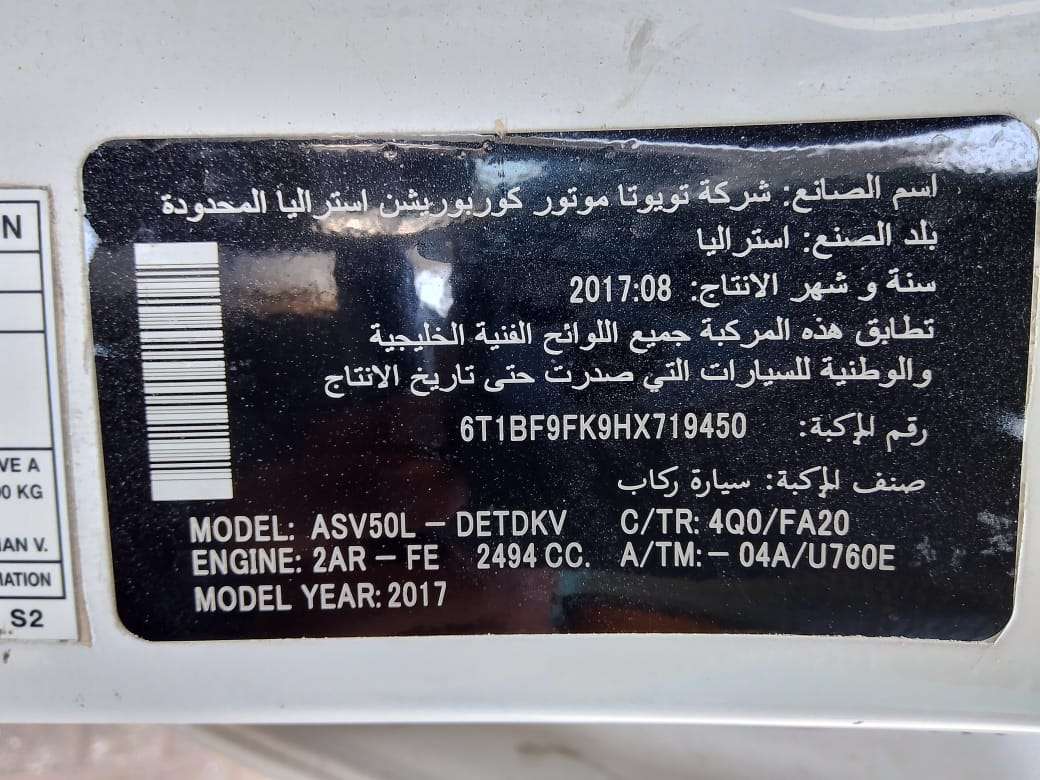 اسم الصانع: شركة تويوتا موتور كوربوريشن استراليا المحدودة
بلد الصنع: استراليا
سنة و شهر الانتاج: 2017:08
تطابق هذه المركبة جميع اللوائح الفنية الخليجية
والوطنية للسيارات التي صدرت حتى تاريخ الانتاج
رقم المركبة: 6T1BF9FK9HX719450
صنف المركبة: سيارة ركاب
MODEL: ASV50L - DETDKV C/TR: 4Q0/FA20
ENGINE: 2AR - FE 2494 CC. A/TM: - 04A/U760E
MODEL YEAR: 2017
N
VE A
00 KG
IAN V.
MATION
S2